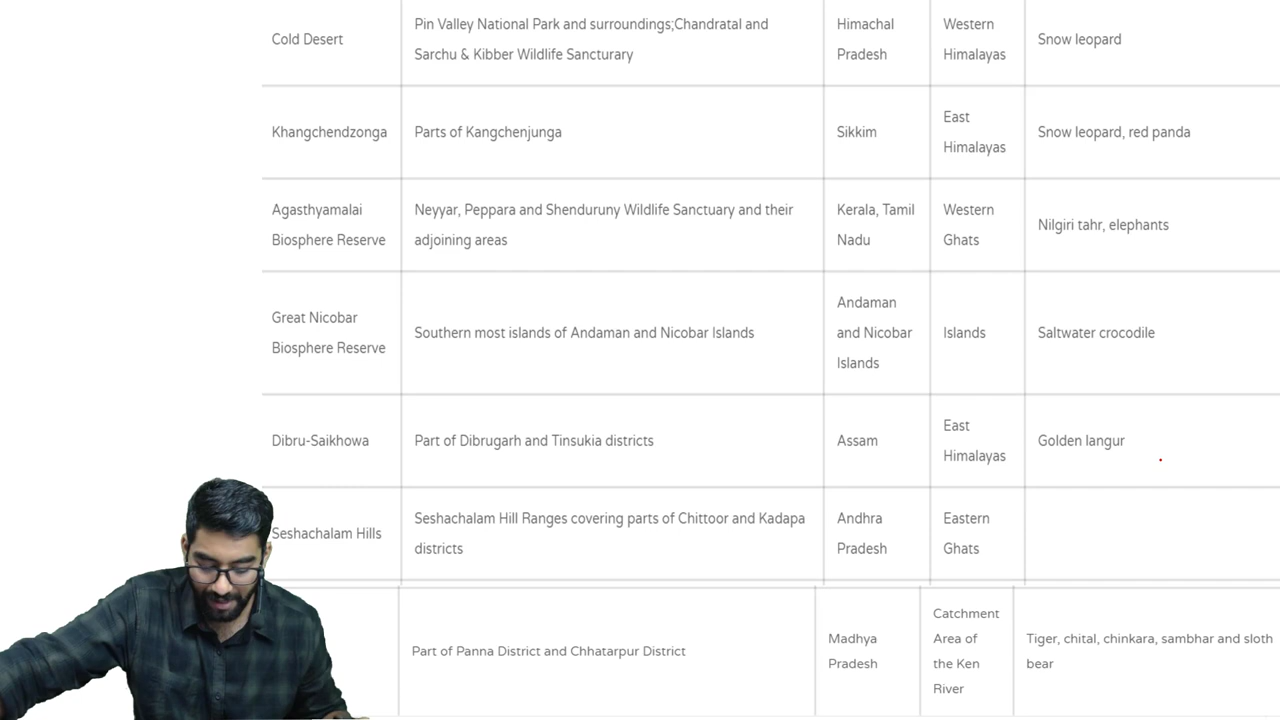 Cold Desert
Pin Valley National Park and surroundings;Chandratal and
Sarchu & Kibber Wildlife Sancturary
Himachal
Pradesh
Western
Himalayas
Snow leopard
Khangchendzonga
Parts of Kangchenjunga
Sikkim
East
Himalayas
Snow leopard, red panda
Agasthyamalai
Biosphere Reserve
Neyyar, Peppara and Shenduruny Wildlife Sanctuary and their
adjoining areas
Kerala, Tamil
Nadu
Western
Ghats
Nilgiri tahr, elephants
Great Nicobar
Biosphere Reserve
Southern most islands of Andaman and Nicobar Islands
Andaman
and Nicobar
Islands
Islands
Saltwater crocodile
Dibru-Saikhowa
Part of Dibrugarh and Tinsukia districts
Assam
East
Himalayas
Golden langur
Seshachalam Hills
Seshachalam Hill Ranges covering parts of Chittoor and Kadapa
districts
Andhra
Pradesh
Eastern
Ghats
Part of Panna District and Chhatarpur District
Madhya
Pradesh
Catchment
Area of
the Ken
River
Tiger, chital, chinkara, sambhar and sloth
bear